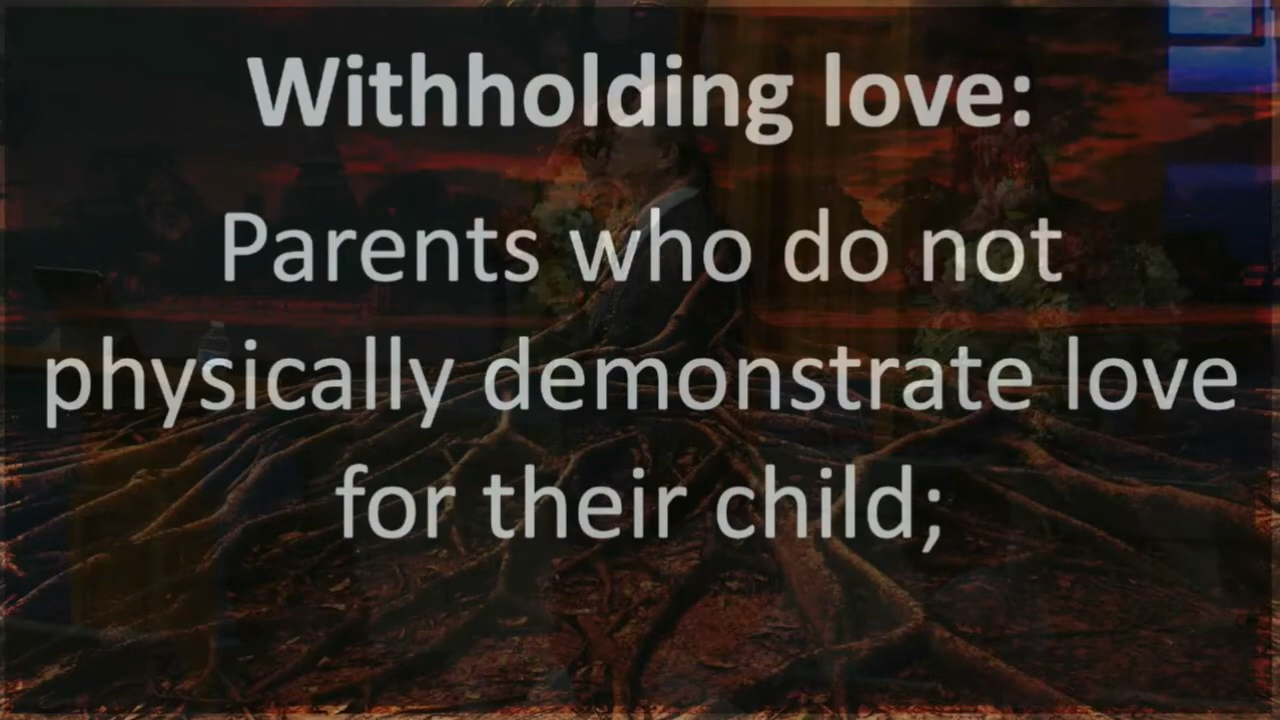 Withholding love:
Parents who do not
physically demonstrate love
for their child;